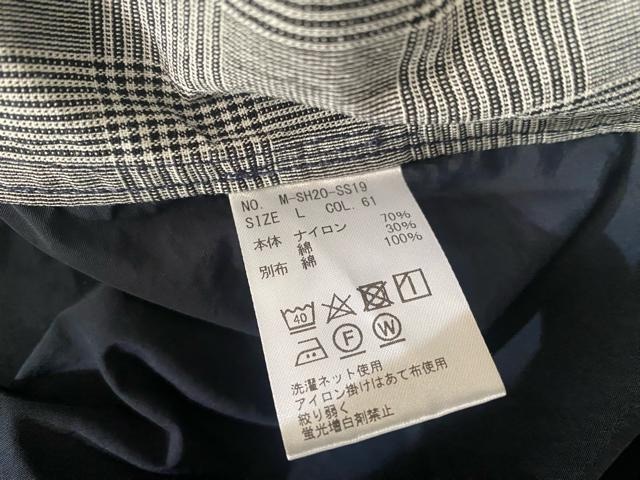 NO. M-SH20-SS19
SIZE L COL. 61
本体 ナイロン 70%
綿 30%
別布 綿 100%
40
F W
洗濯ネット使用
アイロン掛けはあて布使用
絞り弱く
蛍光増白剤禁止